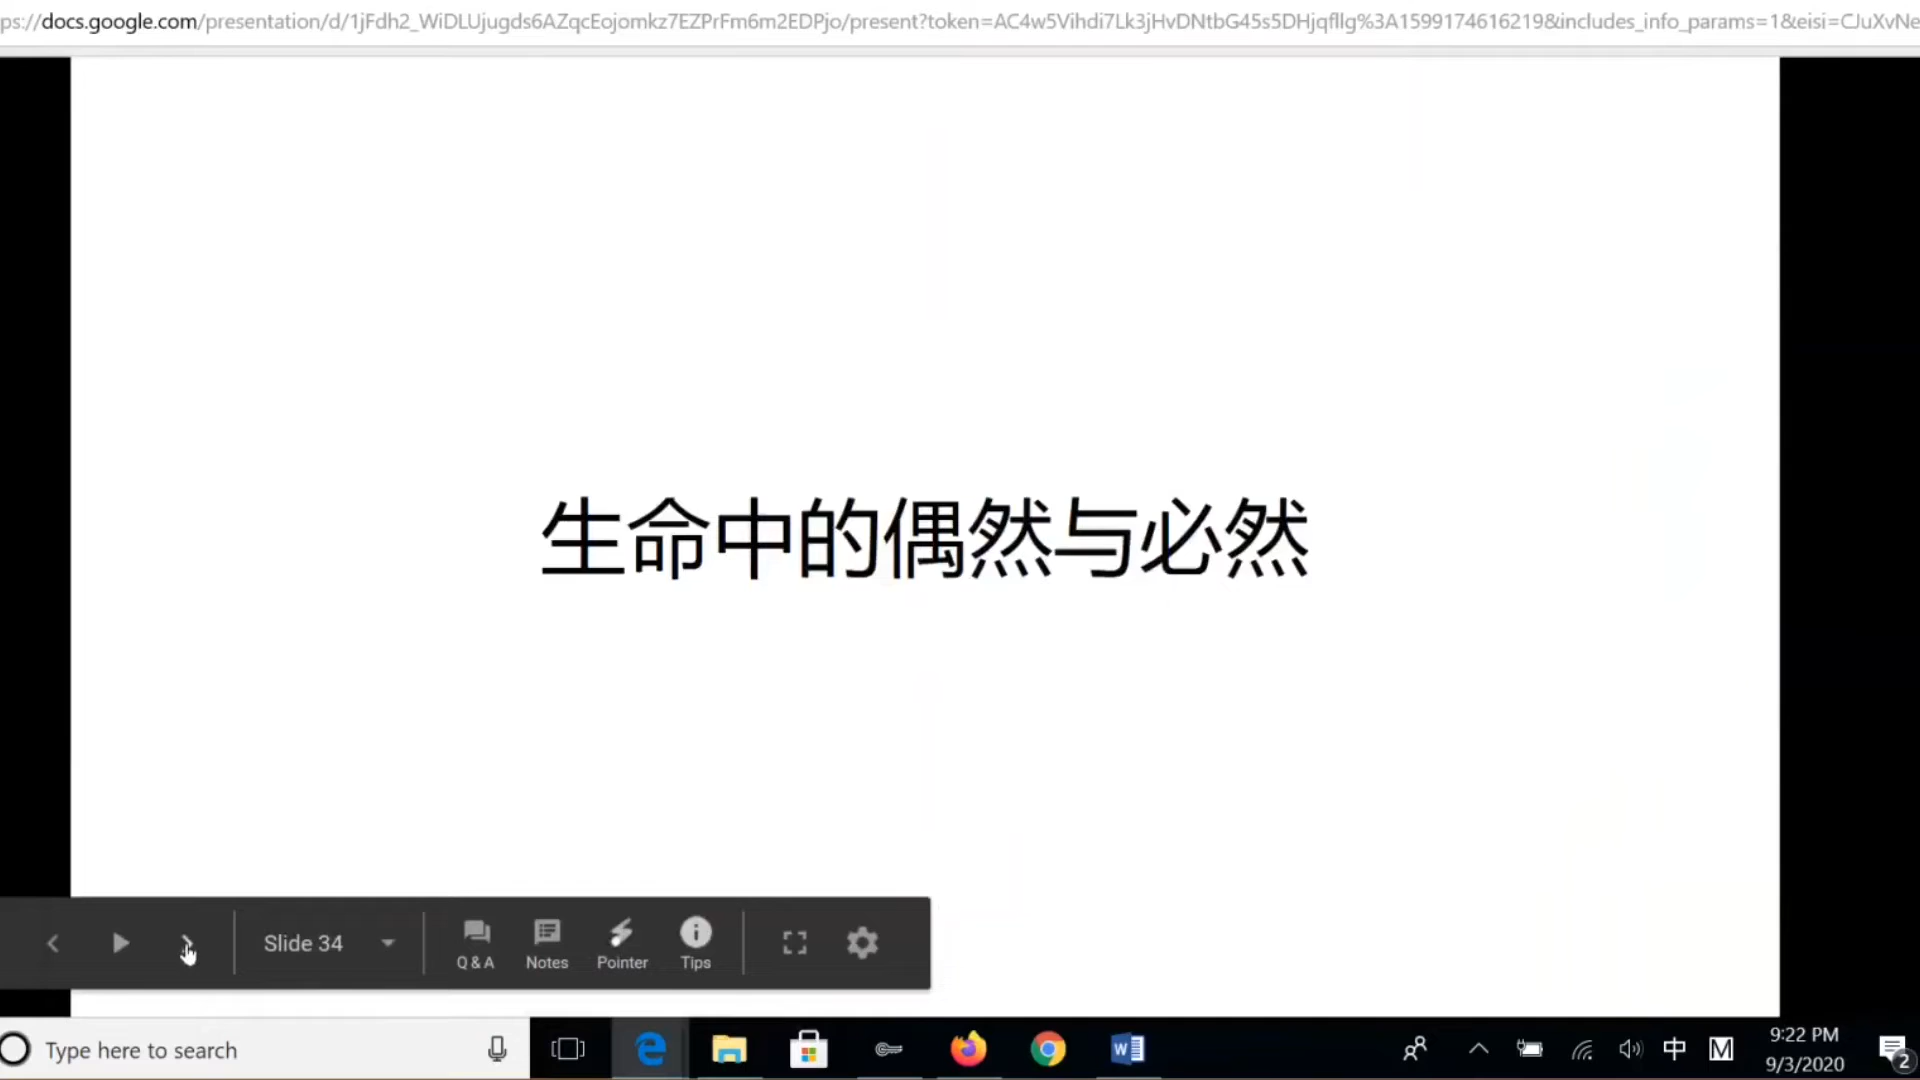 ps://docs.google.com/presentation/d/1jFdh2_WiDLUjugds6AZqcEojomkz7EZPrFm6m2EDPjo/present?token=AC4w5Vihdi7Lk3jHvDNtbG45s5DHjqfllg%3A1599174616219&includes_info_params=1&eisi=CJuXvNe
生命中的偶然与必然
Slide 34
Q & A
Notes
Pointer
Tips
Type here to search
中
M
9:22 PM
9/3/2020
2